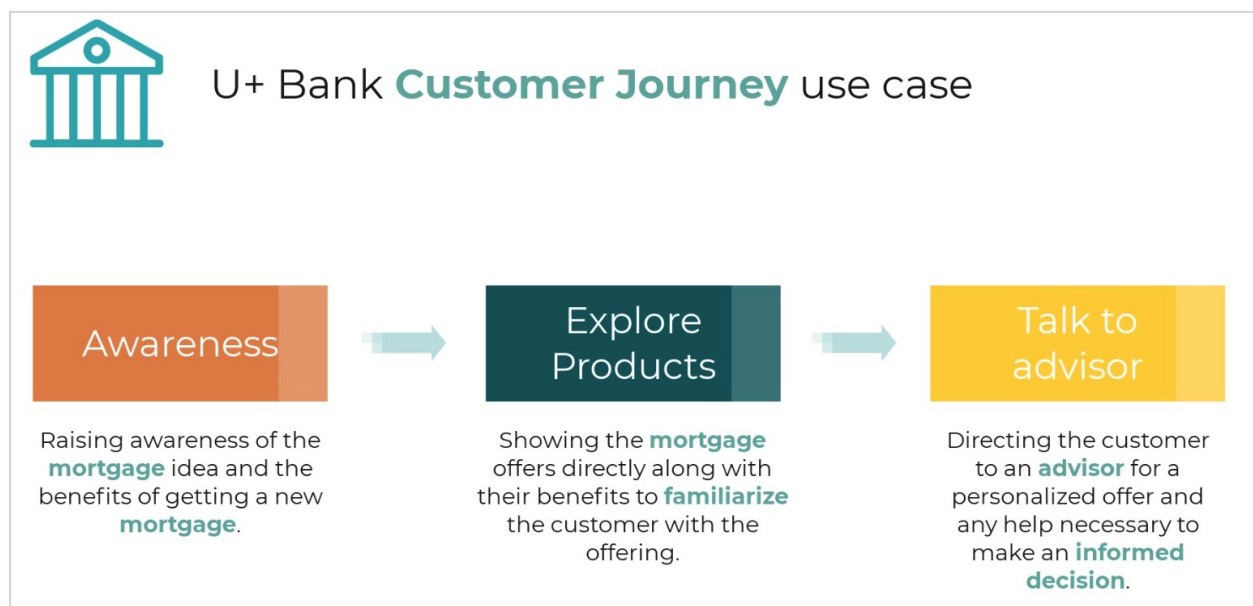 U+ Bank Customer Journey use case
Awareness
Raising awareness of the
mortgage idea and the
benefits of getting a new
mortgage.
Explore
Products
Showing the mortgage
offers directly along with
their benefits to familiarize
the customer with the
offering.
Talk to
advisor
Directing the customer
to an advisor for a
personalized offer and
any help necessary to
make an informed
decision.